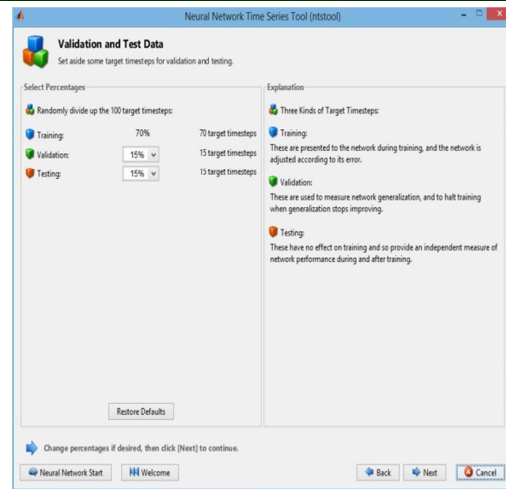 Neural Network Time Series Tool (ntstool)
Validation and Test Data
Set aside some target timesteps for validation and testing.
Select Percentages
Randomly divide up the 100 target timesteps:
Training: 70% 70 target timesteps
Validation: 15% 15 target timesteps
Testing: 15% 15 target timesteps
Restore Defaults
Explanation
Three Kinds of Target Timesteps:
Training:
These are presented to the network during training, and the network is
adjusted according to its error.
Validation:
These are used to measure network generalization, and to halt training
when generalization stops improving.
Testing:
These have no effect on training and so provide an independent measure of
network performance during and after training.
Change percentages if desired, then click [Next] to continue.
Neural Network Start Welcome Back Next Cancel